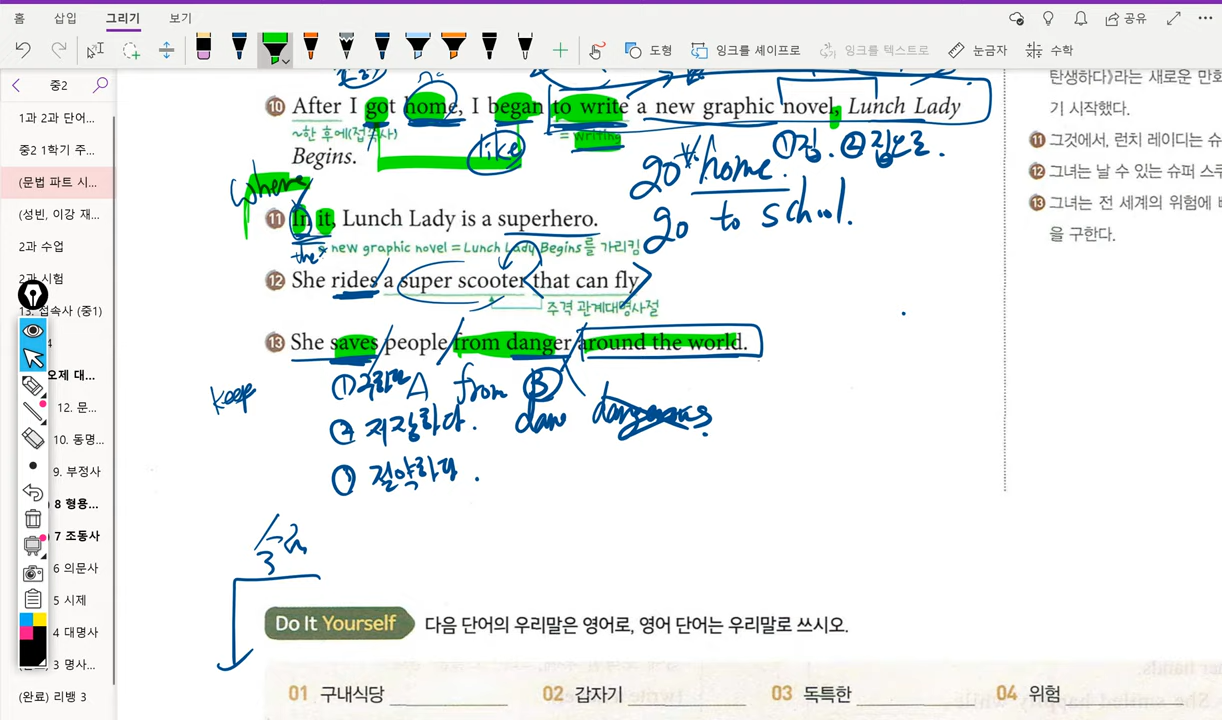 홈 삽입 그리기 보기 공유
도형 잉크를 셰이프로 잉크를 텍스트로 눈금자 수학
중2
1과 2과 단어...
중2 1학기 주...
(문법 파트 시...
(성빈, 이강 재...
2과 수업
2과 시험
13. 접속사 (중1)
4
오제 대...
12. 문...
10. 동명...
9. 부정사
8 형용...
7 조동사
6 의문사
5 시제
4 대명사
3 명사...
(완료) 리뱅 3
⑩ After I got home, I began to write a new graphic novel, Lunch Lady
~한 후에(접속사)
= writing
like
Begins.
go home. ①집. ②집으로.
where
⑪ In it, Lunch Lady is a superhero.
go to school.
new graphic novel = Lunch Lady Begins를 가리킴
⑫ She rides a super scooter that can fly
주격 관계대명사절
⑬ She saves people from danger around the world.
keep
① 구하다 A from B
② 저장하다. dangerous
절약하다.
3
Do It Yourself 다음 단어의 우리말은 영어로, 영어 단어는 우리말로 쓰시오.
01 구내식당 02 갑자기 03 독특한 04 위험
탄생하다)라는 새로운 만화
기 시작했다.
⑪ 그것에서, 런치 레이디는 슈
⑫ 그녀는 날 수 있는 슈퍼 스쿠
⑬ 그녀는 전 세계의 위험에 빠
을 구한다.